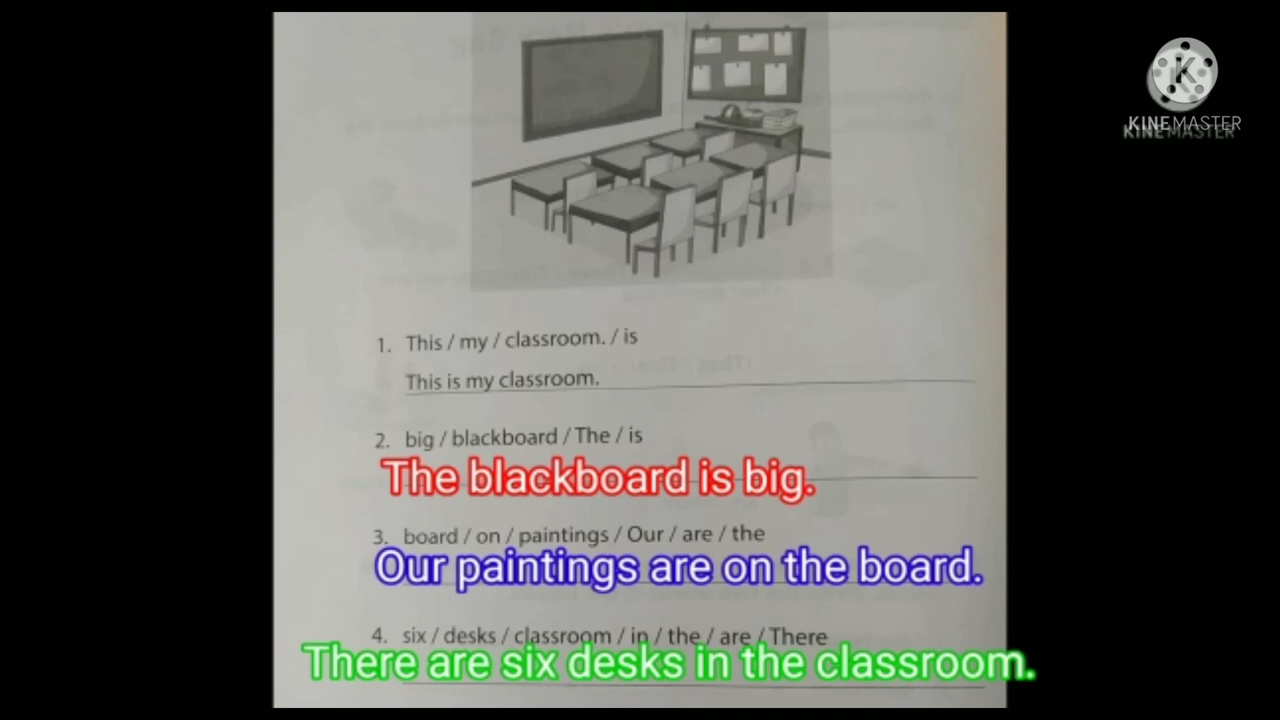 KINEMASTER
1. This / my / classroom. / is
This is my classroom.
2. big / blackboard / The / is
The blackboard is big.
3. board / on / paintings / Our / are / the
Our paintings are on the board.
4. six / desks / classroom / in / the / are / There
There are six desks in the classroom.